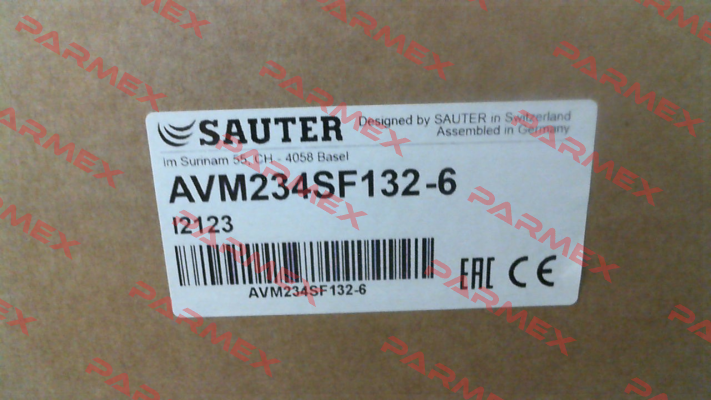 SAUTER
Designed by SAUTER in Switzerland
Assembled in Germany
Im Surinam 55, CH - 4058 Basel
AVM234SF132-6
I2123
AVM234SF132-6
EAC CE
PARMEX